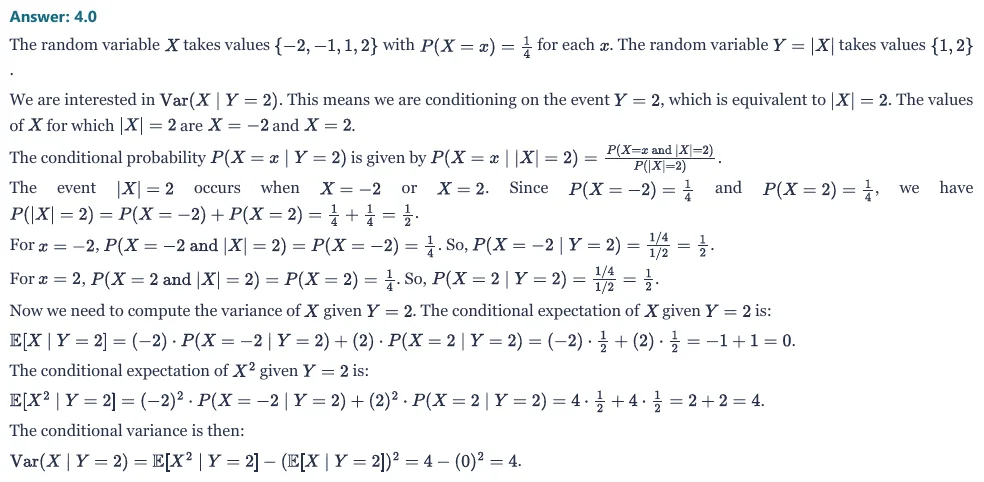 Answer: 4.0
The random variable X takes values {−2, −1, 1, 2} with P(X = x) = 1/4 for each x. The random variable Y = |X| takes values {1, 2}
.
We are interested in Var(X | Y = 2). This means we are conditioning on the event Y = 2, which is equivalent to |X| = 2. The values
of X for which |X| = 2 are X = −2 and X = 2.
The conditional probability P(X = x | Y = 2) is given by P(X = x | |X| = 2) = P(X=x and |X|=2)/P(|X|=2).
The event |X| = 2 occurs when X = −2 or X = 2. Since P(X = −2) = 1/4 and P(X = 2) = 1/4, we have
P(|X| = 2) = P(X = −2) + P(X = 2) = 1/4 + 1/4 = 1/2.
For x = −2, P(X = −2 and |X| = 2) = P(X = −2) = 1/4. So, P(X = −2 | Y = 2) = (1/4)/(1/2) = 1/2.
For x = 2, P(X = 2 and |X| = 2) = P(X = 2) = 1/4. So, P(X = 2 | Y = 2) = (1/4)/(1/2) = 1/2.
Now we need to compute the variance of X given Y = 2. The conditional expectation of X given Y = 2 is:
𝔼[X | Y = 2] = (−2) · P(X = −2 | Y = 2) + (2) · P(X = 2 | Y = 2) = (−2) · 1/2 + (2) · 1/2 = −1 + 1 = 0.
The conditional expectation of X² given Y = 2 is:
𝔼[X² | Y = 2] = (−2)² · P(X = −2 | Y = 2) + (2)² · P(X = 2 | Y = 2) = 4 · 1/2 + 4 · 1/2 = 2 + 2 = 4.
The conditional variance is then:
Var(X | Y = 2) = 𝔼[X² | Y = 2] − (𝔼[X | Y = 2])² = 4 − (0)² = 4.